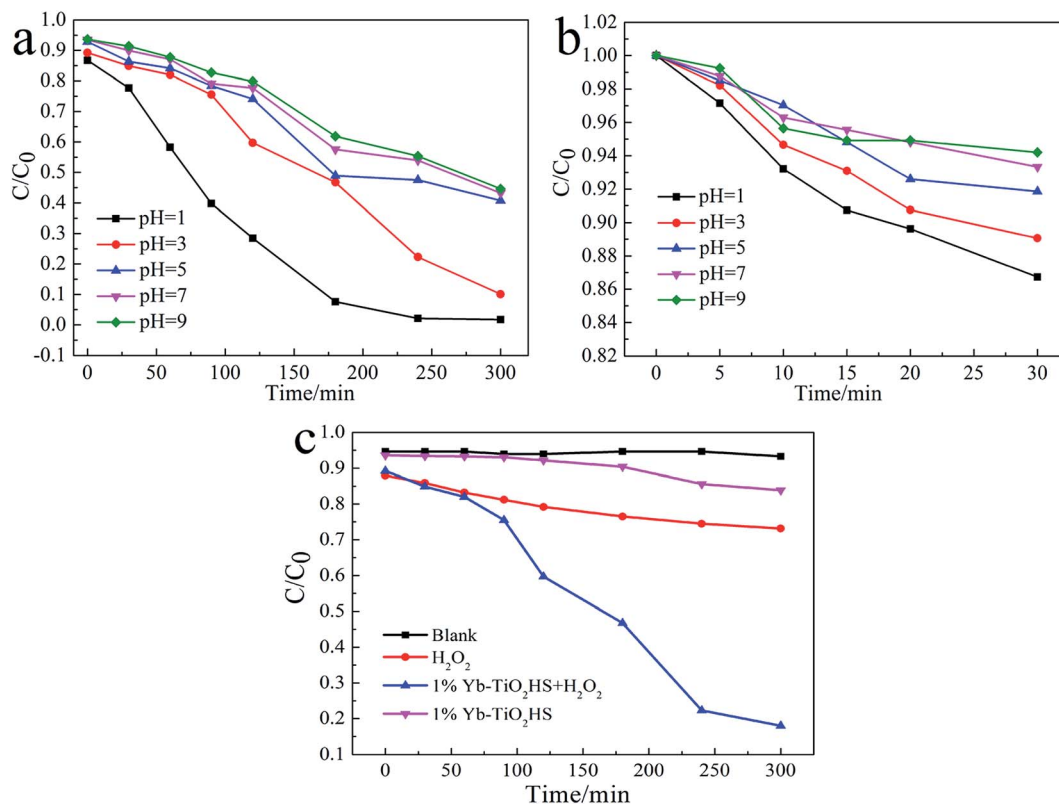 a
1.0
0.9
0.8
0.7
0.6
0.5
0.4
0.3
0.2
0.1
0.0
-0.1
C/C0
pH=1
pH=3
pH=5
pH=7
pH=9
0 50 100 150 200 250 300
Time/min
b
1.02
1.00
0.98
0.96
0.94
0.92
0.90
0.88
0.86
0.84
0.82
C/C0
pH=1
pH=3
pH=5
pH=7
pH=9
0 5 10 15 20 25 30
Time/min
c
1.0
0.9
0.8
0.7
0.6
0.5
0.4
0.3
0.2
0.1
C/C0
Blank
H2O2
1% Yb-TiO2HS+H2O2
1% Yb-TiO2HS
0 50 100 150 200 250 300
Time/min